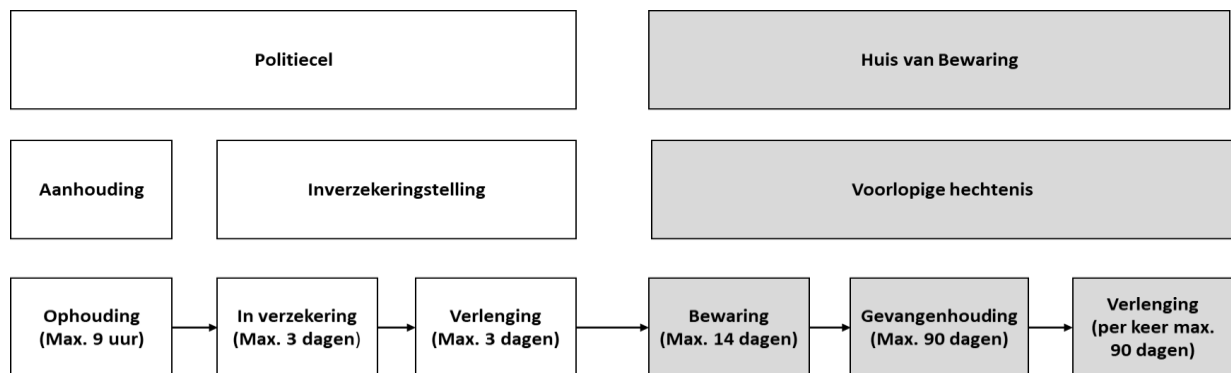 Politiecel
Huis van Bewaring
Aanhouding
Inverzekeringstelling
Voorlopige hechtenis
Ophouding
(Max. 9 uur)
In verzekering
(Max. 3 dagen)
Verlenging
(Max. 3 dagen)
Bewaring
(Max. 14 dagen)
Gevangenhouding
(Max. 90 dagen)
Verlenging
(per keer max.
90 dagen)